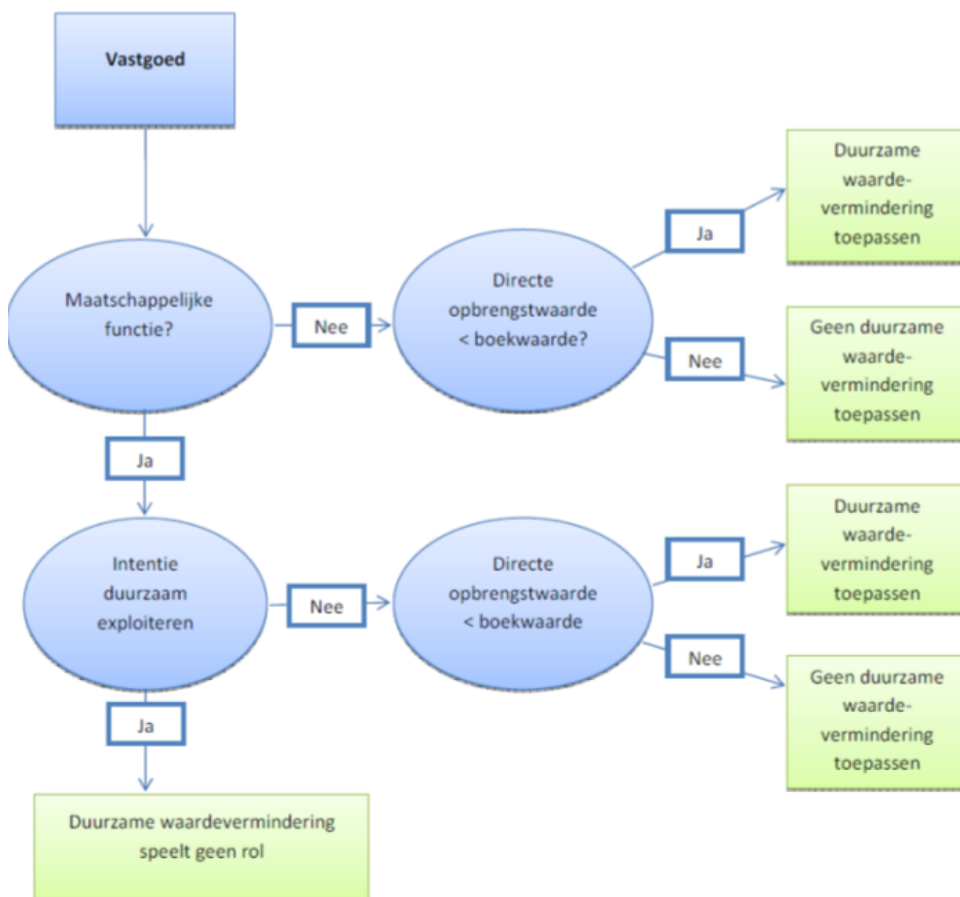 Vastgoed
Maatschappelijke
functie?
Nee
Directe
opbrengstwaarde
< boekwaarde?
Ja
Duurzame
waarde-
vermindering
toepassen
Nee
Geen duurzame
waarde-
vermindering
toepassen
Ja
Intentie
duurzaam
exploiteren
Nee
Directe
opbrengstwaarde
< boekwaarde
Ja
Duurzame
waarde-
vermindering
toepassen
Nee
Geen duurzame
waarde-
vermindering
toepassen
Ja
Duurzame waardevermindering
speelt geen rol